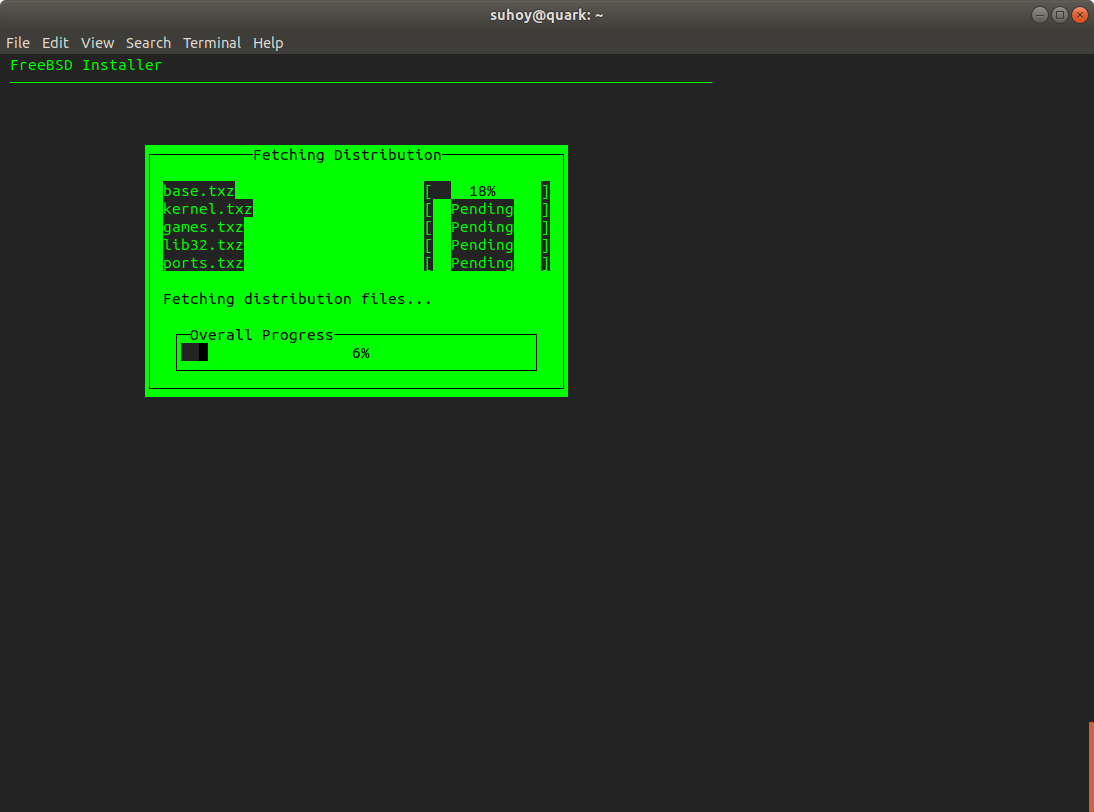 suhoy@quark: ~
File Edit View Search Terminal Help
FreeBSD Installer
Fetching Distribution
base.txz [ 18% ]
kernel.txz [ Pending ]
games.txz [ Pending ]
lib32.txz [ Pending ]
ports.txz [ Pending ]
Fetching distribution files...
Overall Progress
6%